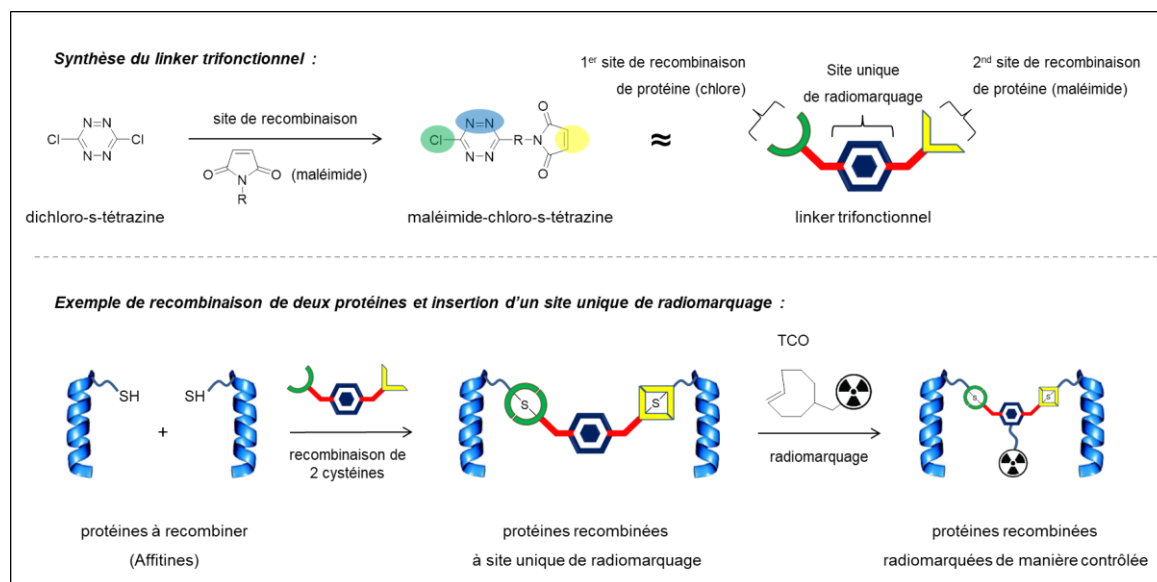 Synthèse du linker trifonctionnel :
1er site de recombinaison
de protéine (chlore)
Site unique
de radiomarquage
2nd site de recombinaison
de protéine (maléimide)
Cl
N=N
N=N
Cl
site de recombinaison
O
N
O
R
(maléimide)
Cl
N=N
N=N
R
N
O
O
≈
dichloro-s-tétrazine
maléimide-chloro-s-tétrazine
linker trifonctionnel
Exemple de recombinaison de deux protéines et insertion d'un site unique de radiomarquage :
TCO
SH
+
SH
recombinaison de
2 cystéines
S
S
radiomarquage
S
S
protéines à recombiner
(Affitines)
protéines recombinées
à site unique de radiomarquage
protéines recombinées
radiomarquées de manière contrôlée